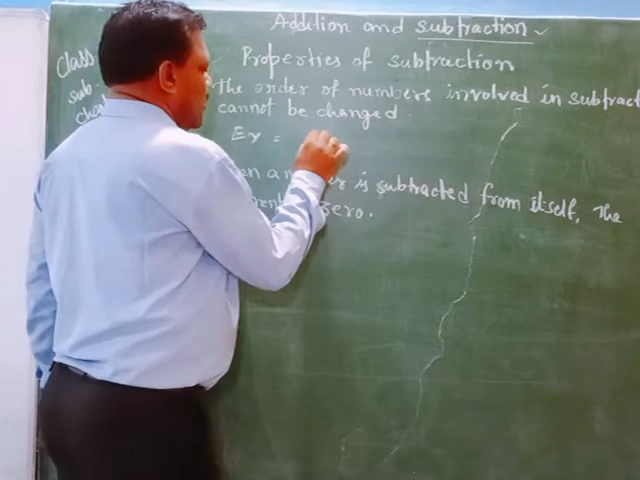 Addition and subtraction
Properties of subtraction
Class
sub-
The order of numbers involved in subtract
cannot be changed.
Ex =
is subtracted from itself, The
zero.